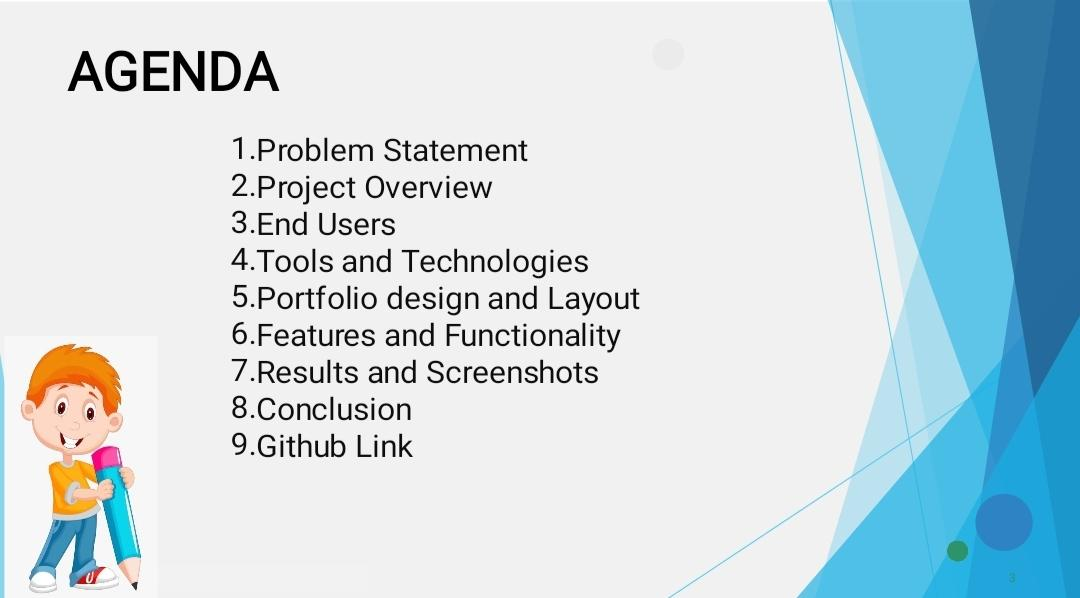 AGENDA
1.Problem Statement
2.Project Overview
3.End Users
4.Tools and Technologies
5.Portfolio design and Layout
6.Features and Functionality
7.Results and Screenshots
8.Conclusion
9.Github Link
3